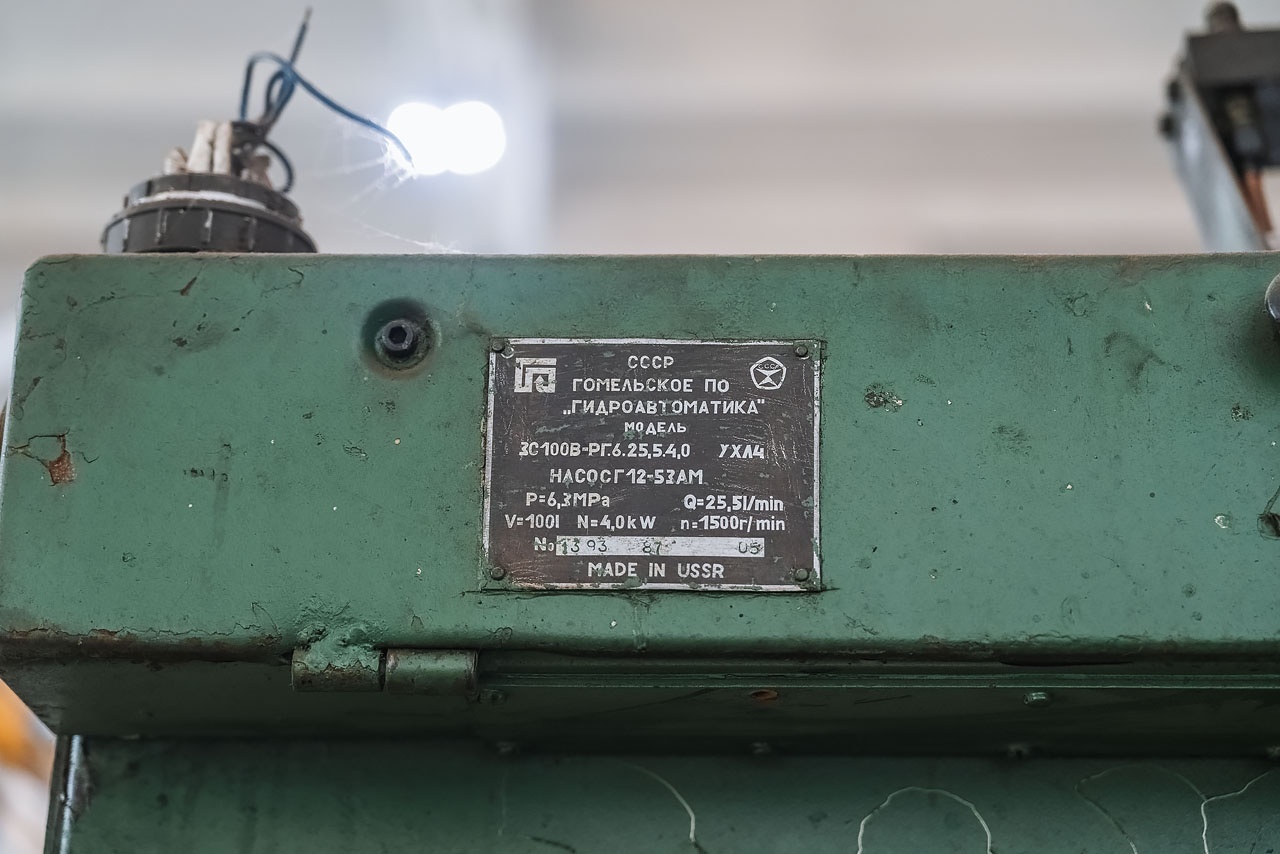 СССР
ГОМЕЛЬСКОЕ ПО
„ГИДРОАВТОМАТИКА"
МОДЕЛЬ
3С100В-РГ.6.25,5.4,0 УХЛ4
НАСОС Г12-53АМ
P=6,3MPa Q=25,5l/min
V=100l N=4,0kW n=1500r/min
№ 1393 87 05
MADE IN USSR